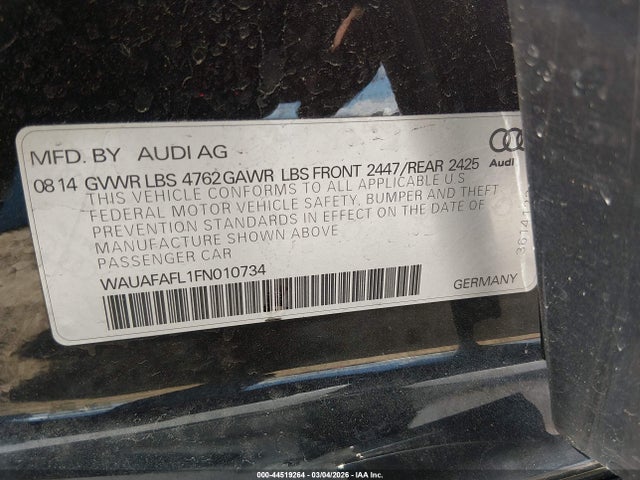 MFD. BY AUDI AG
Audi
08 14 GVWR LBS 4762 GAWR LBS FRONT 2447/REAR 2425
THIS VEHICLE CONFORMS TO ALL APPLICABLE U S
FEDERAL MOTOR VEHICLE SAFETY, BUMPER AND THEFT
PREVENTION STANDARDS IN EFFECT ON THE DATE OF
MANUFACTURE SHOWN ABOVE
PASSENGER CAR
WAUAFAFL1FN010734
GERMANY
000-44519264 - 03/04/2026 - IAA Inc.